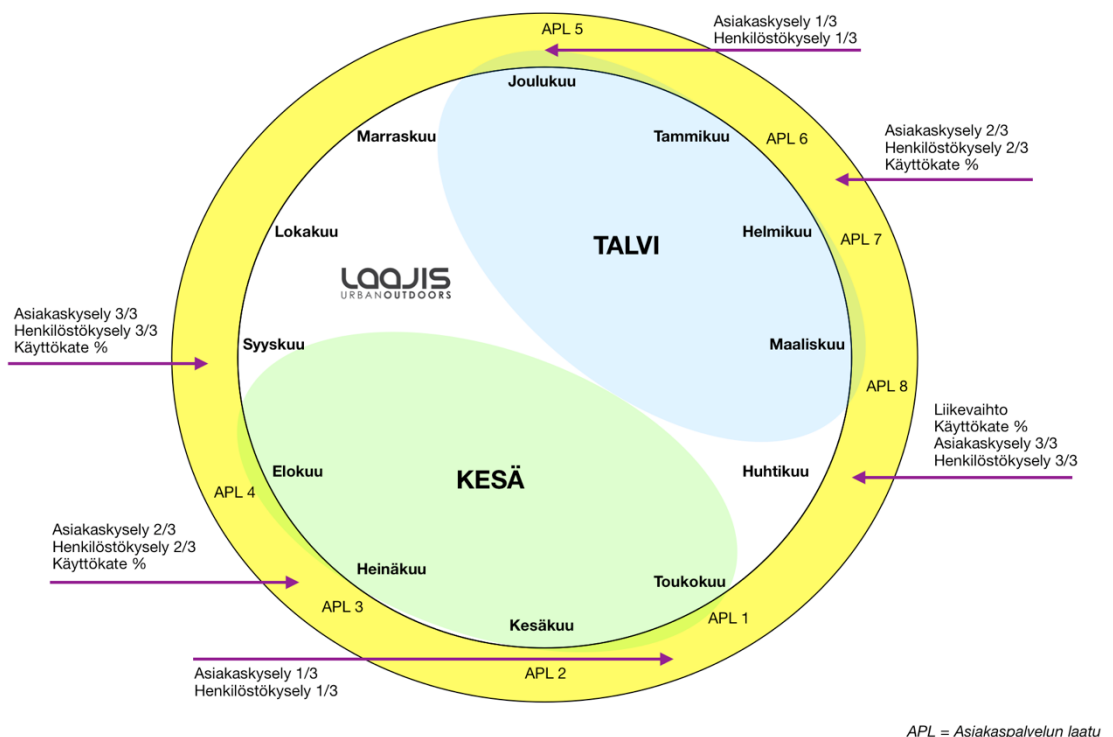 APL 5
Asiakaskysely 1/3
Henkilöstökysely 1/3
Joulukuu
Marraskuu
Tammikuu
APL 6
Asiakaskysely 2/3
Henkilöstökysely 2/3
Käyttökate %
Lokakuu
Helmikuu
APL 7
TALVI
LAAJIS
URBANOUTDOORS
Asiakaskysely 3/3
Henkilöstökysely 3/3
Käyttökate %
Syyskuu
Maaliskuu
APL 8
Liikevaihto
Käyttökate %
Asiakaskysely 3/3
Henkilöstökysely 3/3
Elokuu
KESÄ
Huhtikuu
APL 4
Asiakaskysely 2/3
Henkilöstökysely 2/3
Käyttökate %
Heinäkuu
Toukokuu
APL 3
APL 1
Kesäkuu
APL 2
Asiakaskysely 1/3
Henkilöstökysely 1/3
APL = Asiakaspalvelun laatu